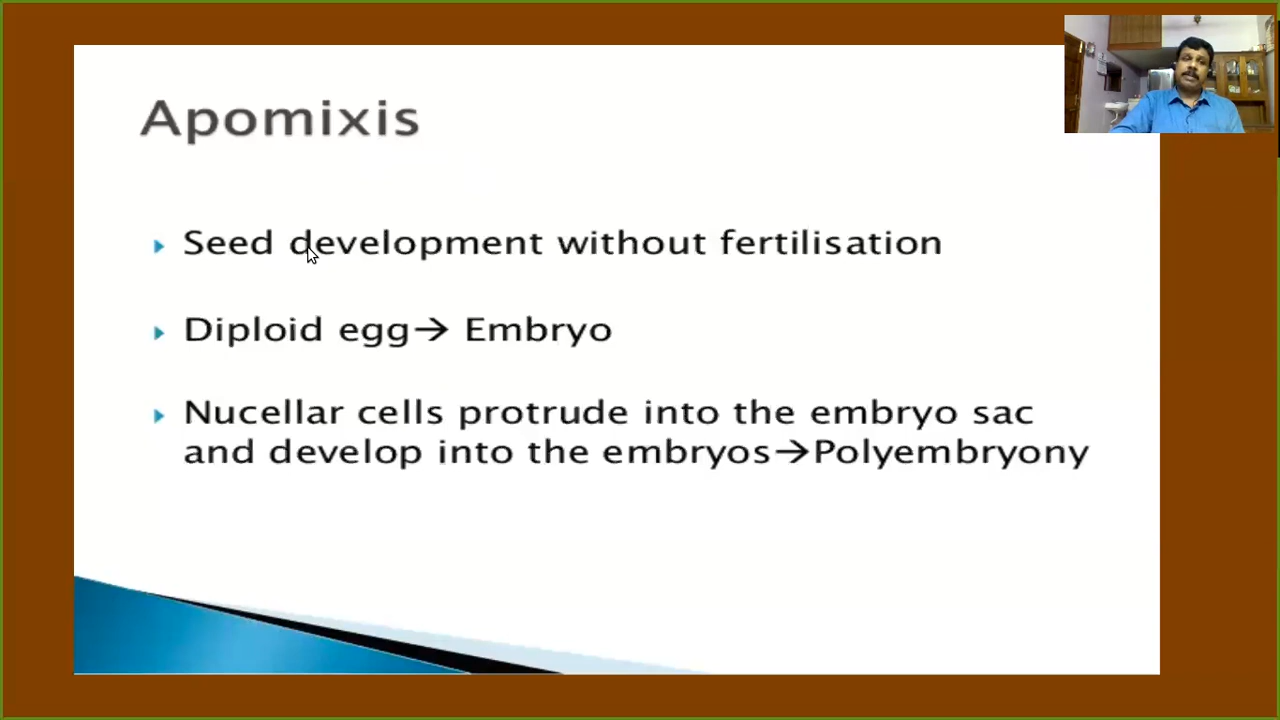 Apomixis
Seed development without fertilisation
Diploid egg→ Embryo
Nucellar cells protrude into the embryo sac
and develop into the embryos→Polyembryony